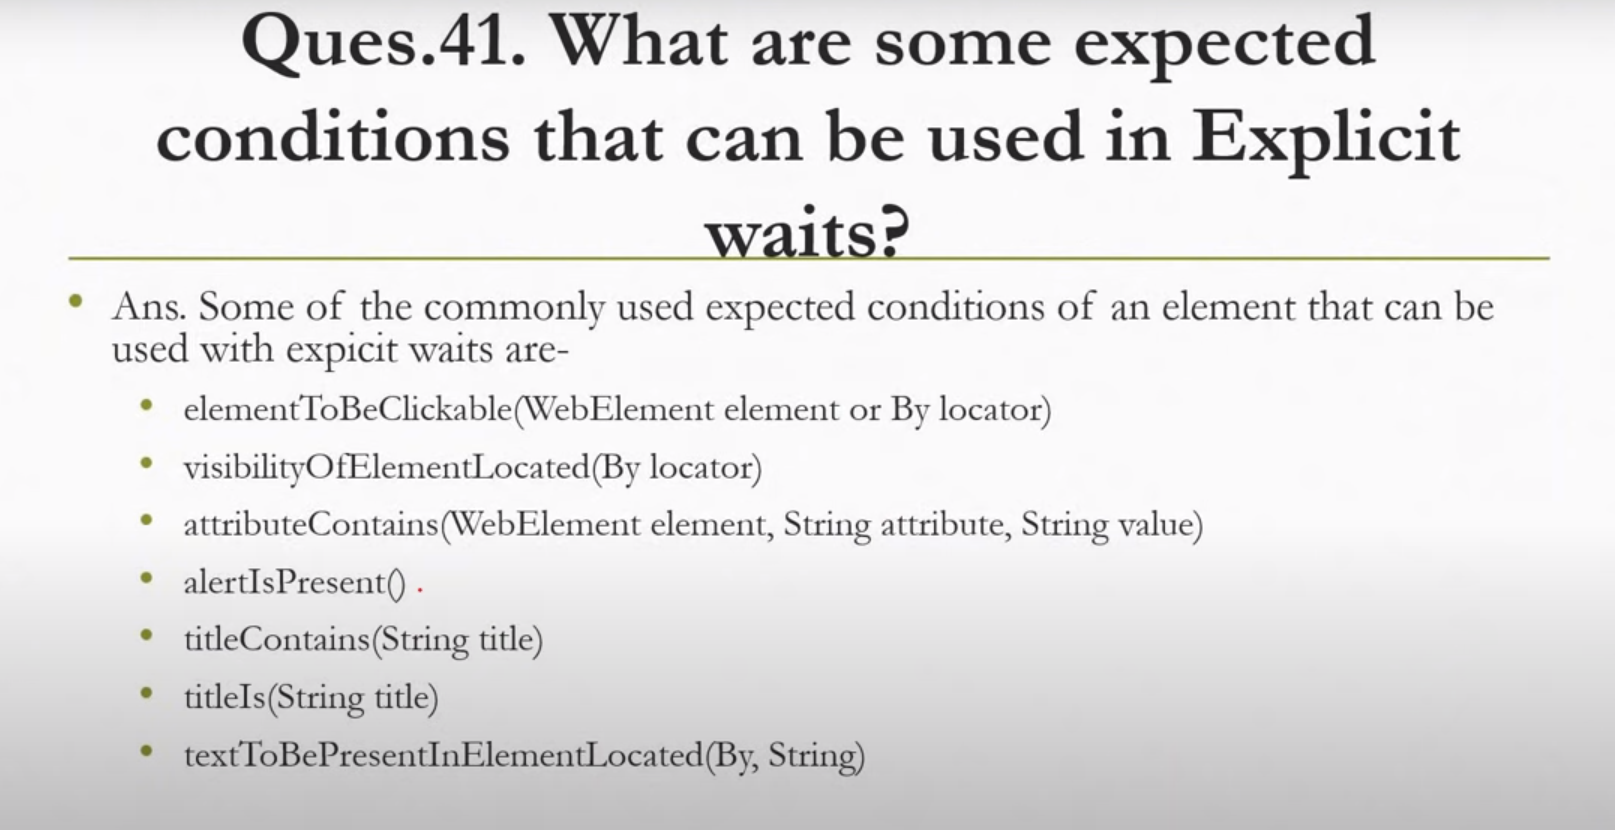 Ques.41. What are some expected
conditions that can be used in Explicit
waits?
• Ans. Some of the commonly used expected conditions of an element that can be
used with expicit waits are-
• elementToBeClickable(WebElement element or By locator)
• visibilityOfElementLocated(By locator)
• attributeContains(WebElement element, String attribute, String value)
• alertIsPresent() .
• titleContains(String title)
• titleIs(String title)
• textToBePresentInElementLocated(By, String)